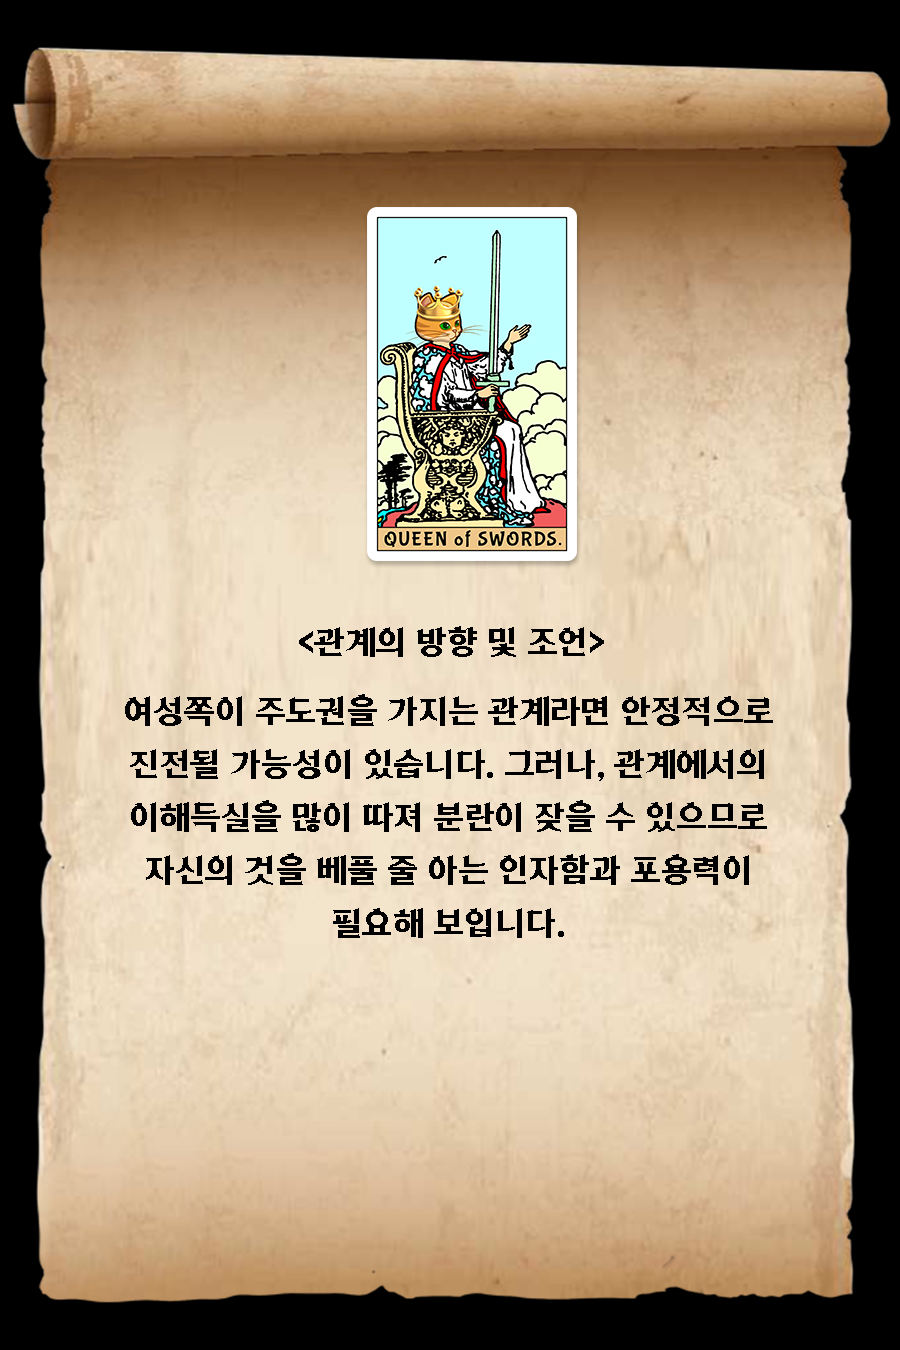 QUEEN of SWORDS.
<관계의 방향 및 조언>
여성쪽이 주도권을 가지는 관계라면 안정적으로
진전될 가능성이 있습니다. 그러나, 관계에서의
이해득실을 많이 따져 분란이 잦을 수 있으므로
자신의 것을 베풀 줄 아는 인자함과 포용력이
필요해 보입니다.